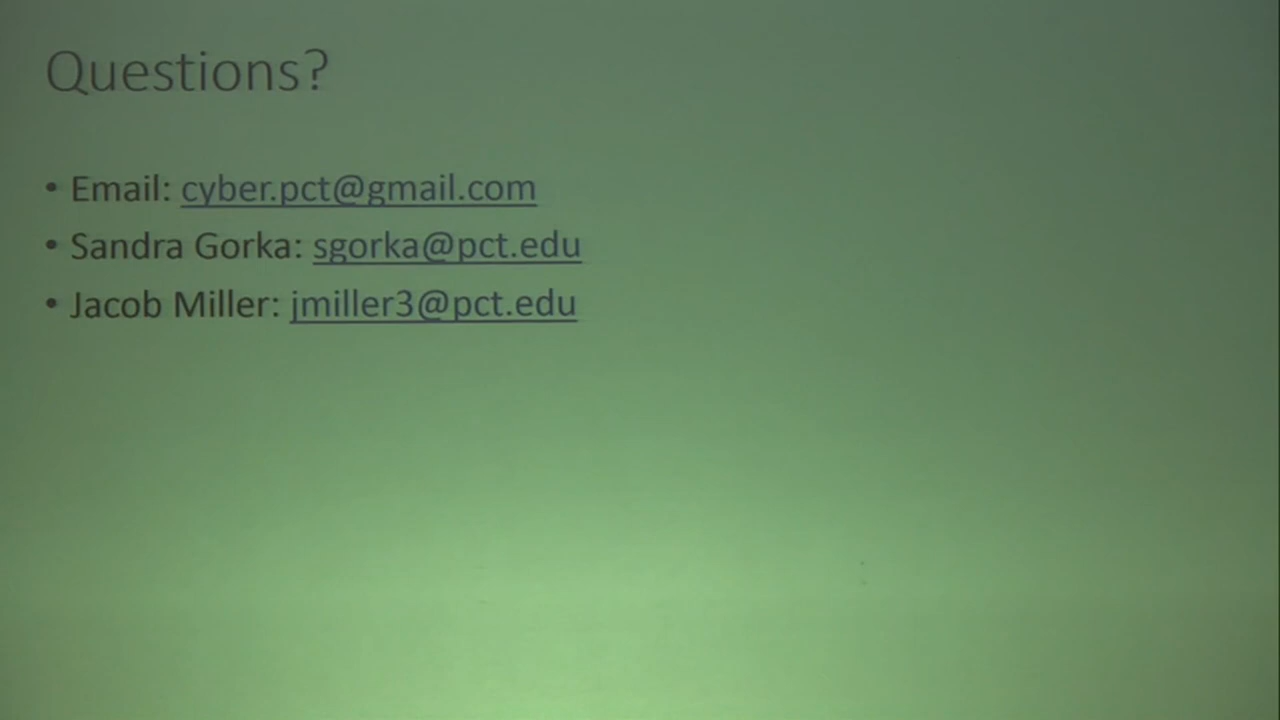 Questions?
• Email: cyber.pct@gmail.com
• Sandra Gorka: sgorka@pct.edu
• Jacob Miller: jmiller3@pct.edu